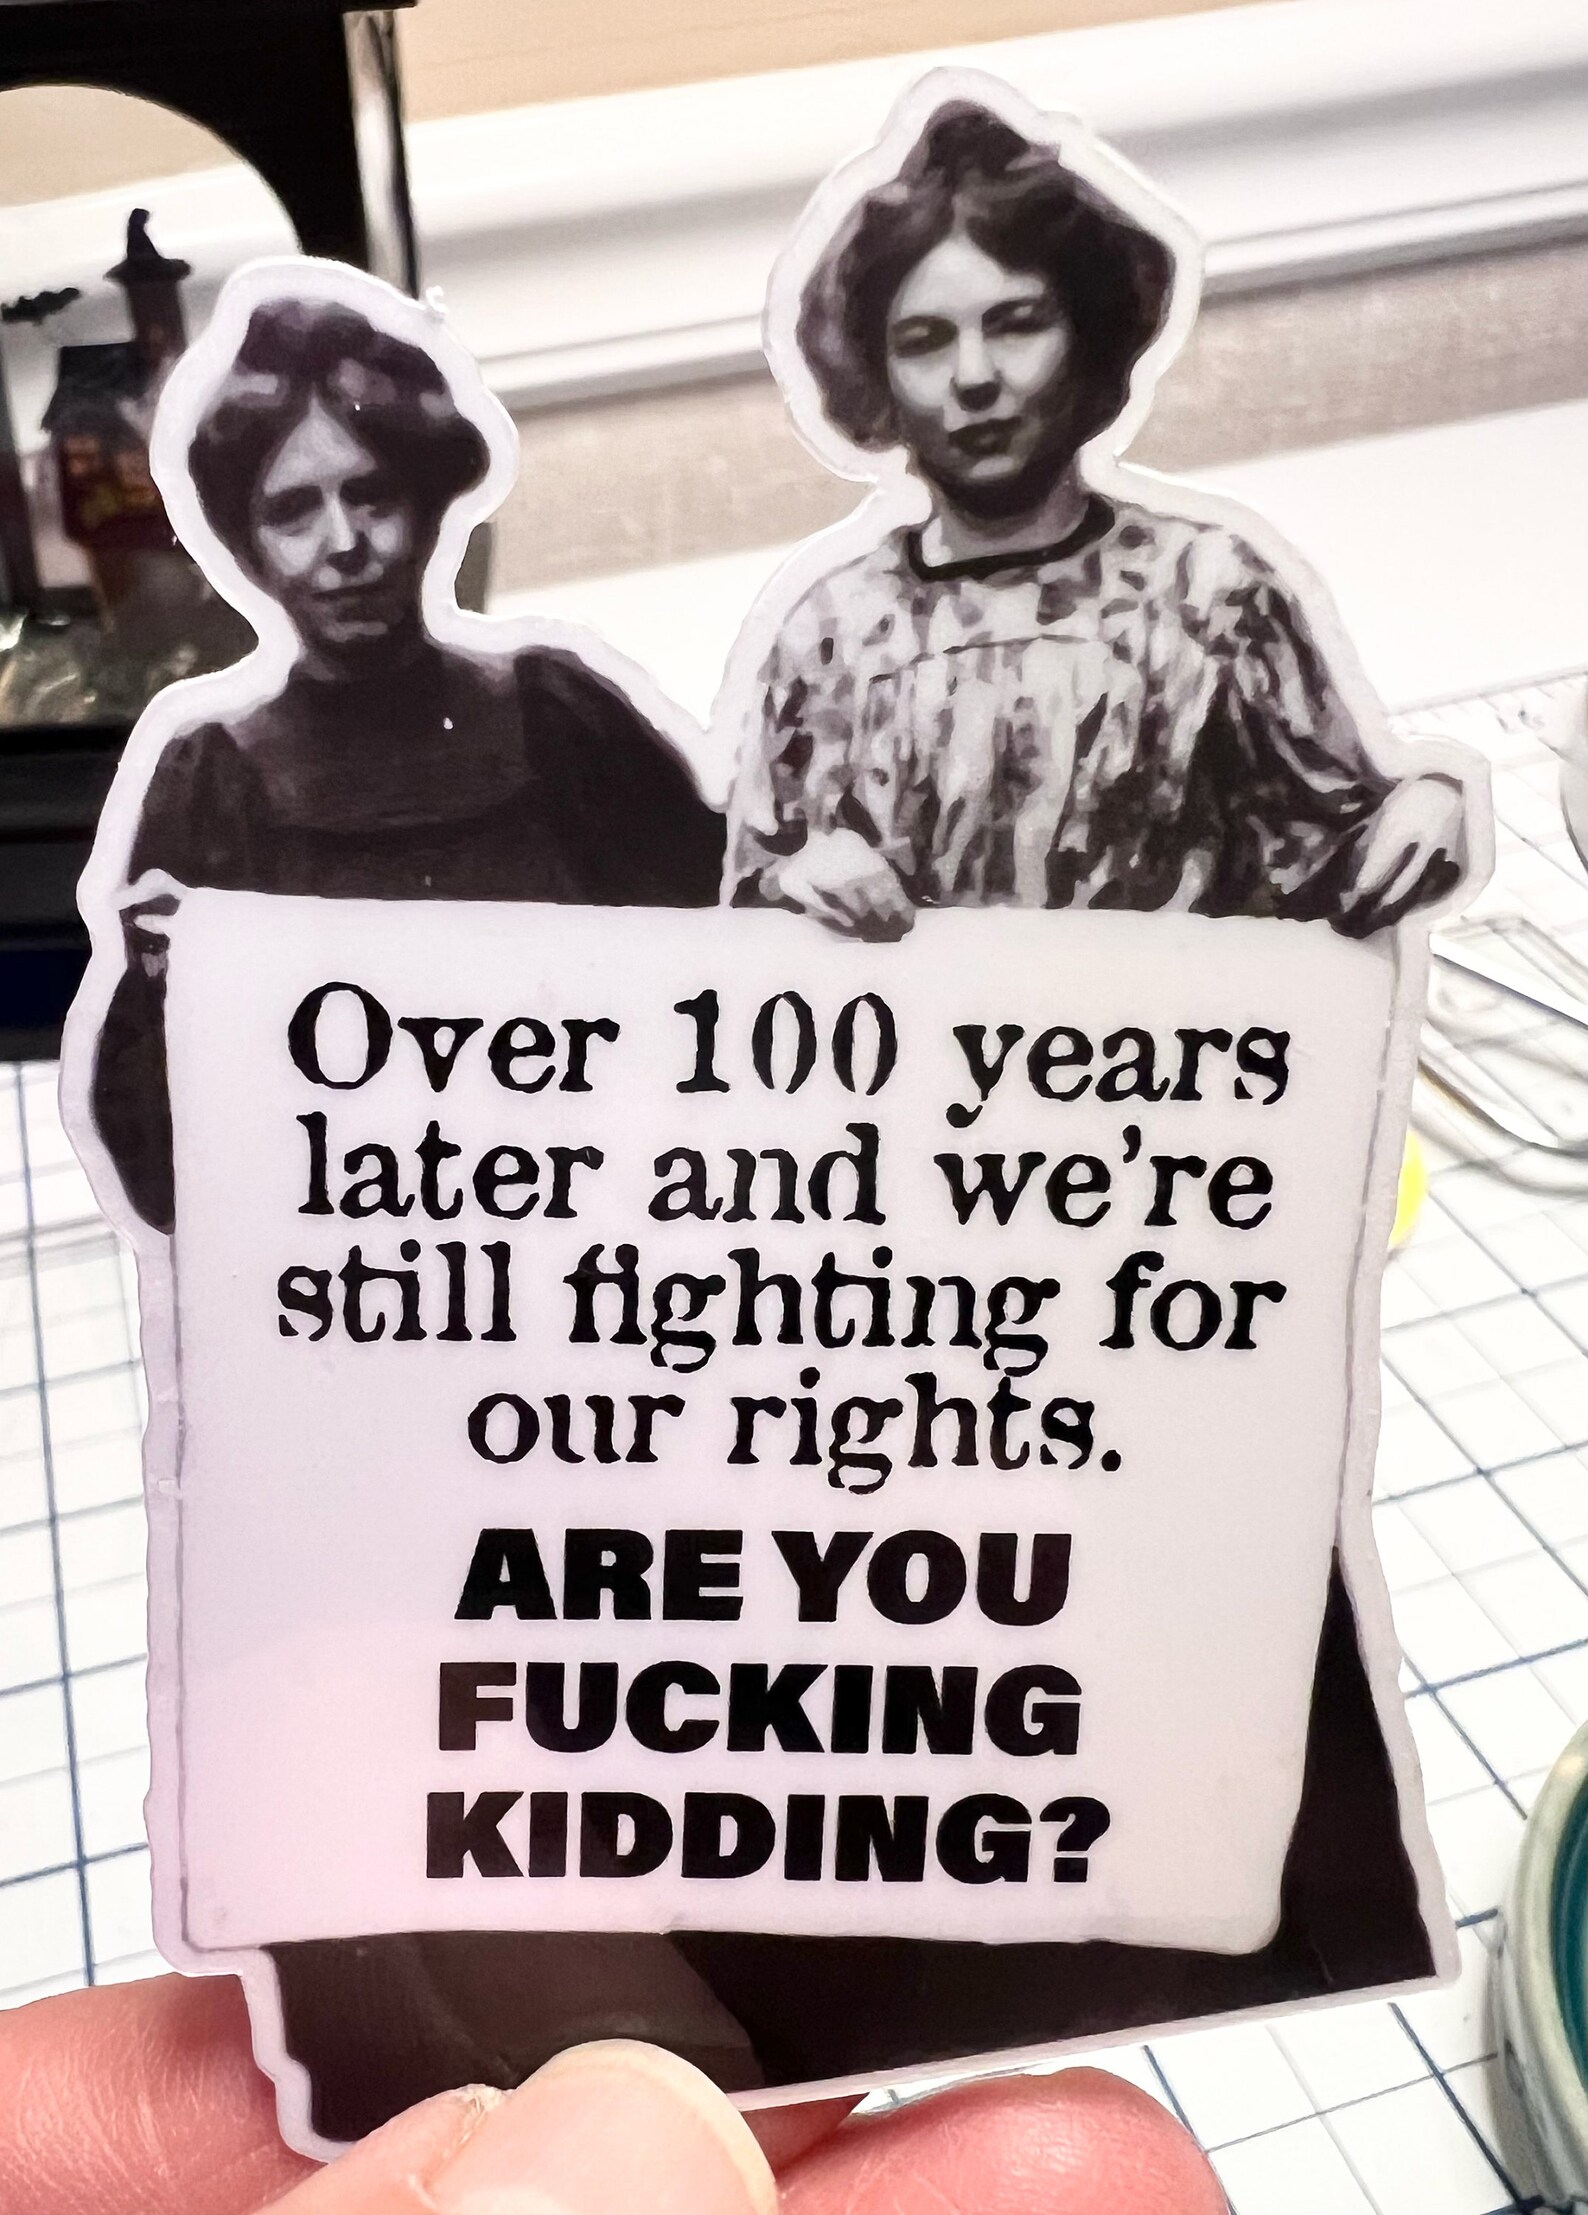 Over 100 years
later and we're
still fighting for
our rights.
ARE YOU
FUCKING
KIDDING?